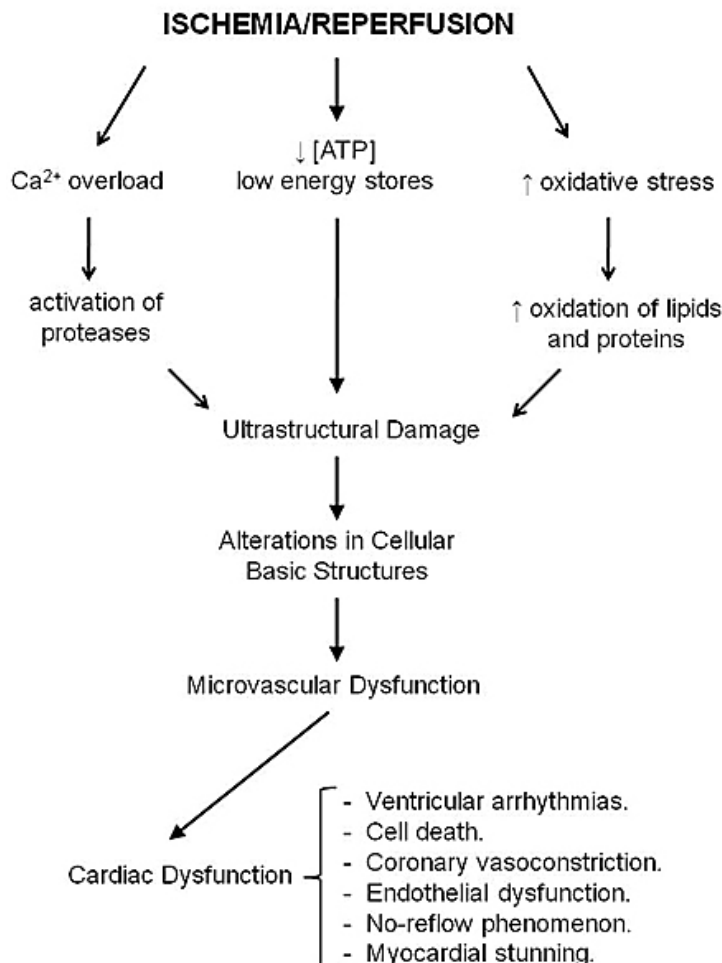 ISCHEMIA/REPERFUSION
Ca²⁺ overload
↓ [ATP]
low energy stores
↑ oxidative stress
activation of
proteases
↑ oxidation of lipids
and proteins
Ultrastructural Damage
Alterations in Cellular
Basic Structures
Microvascular Dysfunction
Cardiac Dysfunction
- Ventricular arrhythmias.
- Cell death.
- Coronary vasoconstriction.
- Endothelial dysfunction.
- No-reflow phenomenon.
- Myocardial stunning.